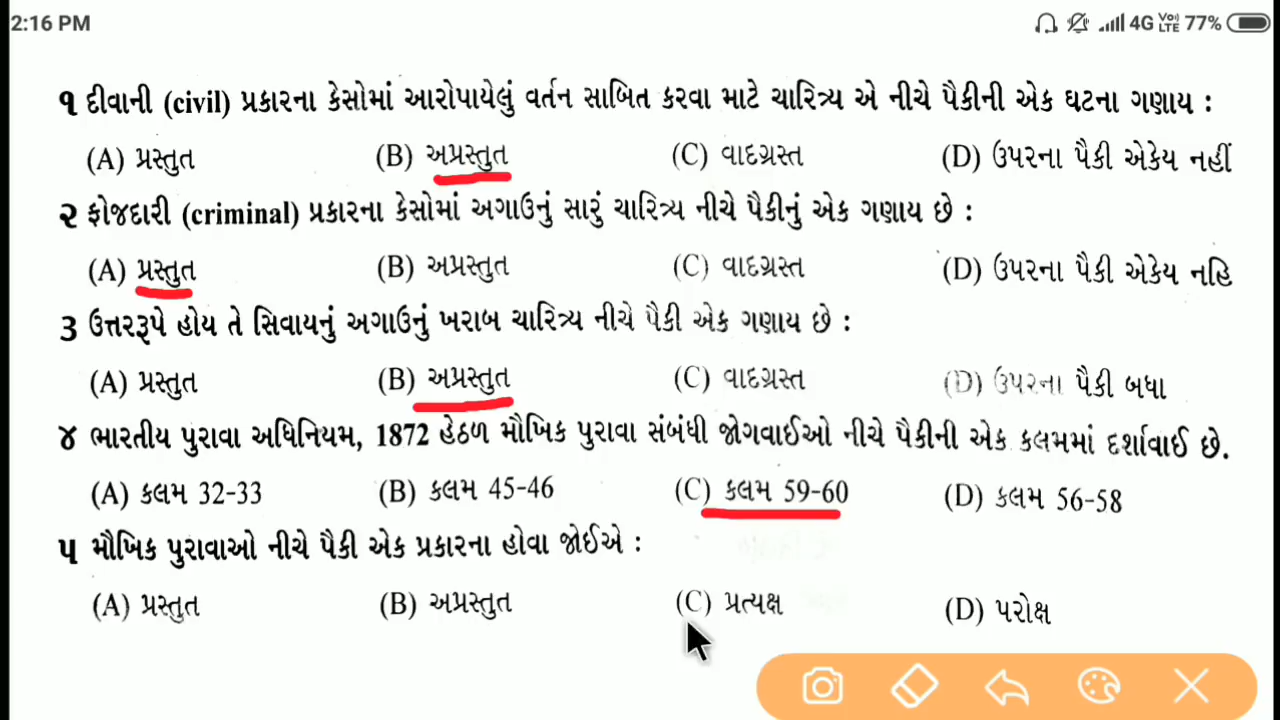 2:16 PM 4G Vo) LTE 77%
૧ દીવાની (civil) પ્રકારના કેસોમાં આરોપાયેલું વર્તન સાબિત કરવા માટે ચારિત્ર્ય એ નીચે પૈકીની એક ઘટના ગણાય :
(A) પ્રસ્તુત (B) અપ્રસ્તુત (C) વાદગ્રસ્ત (D) ઉપરના પૈકી એકેય નહીં
૨ ફોજદારી (criminal) પ્રકારના કેસોમાં અગાઉનું સારું ચારિત્ર્ય નીચે પૈકીનું એક ગણાય છે :
(A) પ્રસ્તુત (B) અપ્રસ્તુત (C) વાદગ્રસ્ત (D) ઉપરના પૈકી એકેય નહિ
3 ઉત્તરરૂપે હોય તે સિવાયનું અગાઉનું ખરાબ ચારિત્ર્ય નીચે પૈકી એક ગણાય છે :
(A) પ્રસ્તુત (B) અપ્રસ્તુત (C) વાદગ્રસ્ત (D) ઉપરના પૈકી બધા
૪ ભારતીય પુરાવા અધિનિયમ, 1872 હેઠળ મૌખિક પુરાવા સંબંધી જોગવાઈઓ નીચે પૈકીની એક કલમમાં દર્શાવાઈ છે.
(A) કલમ 32-33 (B) કલમ 45-46 (C) કલમ 59-60 (D) કલમ 56-58
૫ મૌખિક પુરાવાઓ નીચે પૈકી એક પ્રકારના હોવા જોઈએ :
(A) પ્રસ્તુત (B) અપ્રસ્તુત (C) પ્રત્યક્ષ (D) પરોક્ષ